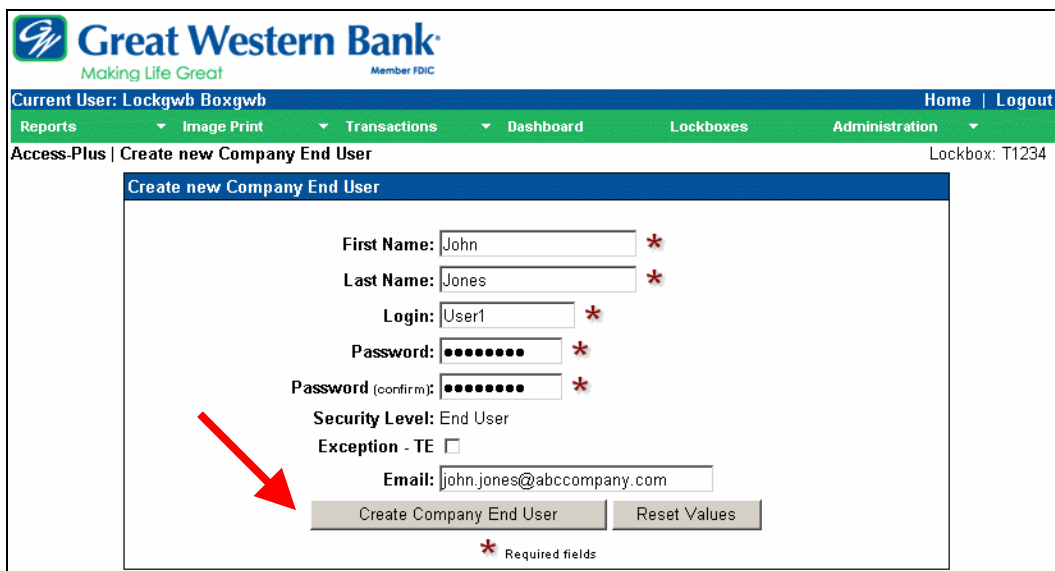 GW Great Western Bank
Making Life Great Member FDIC
Current User: Lockgwb Boxgwb Home | Logout
Reports Image Print Transactions Dashboard Lockboxes Administration
Access-Plus | Create new Company End User Lockbox: T1234
Create new Company End User
First Name: John *
Last Name: Jones *
Login: User1 *
Password: •••••••• *
Password (confirm): •••••••• *
Security Level: End User
Exception - TE
Email: john.jones@abccompany.com
Create Company End User Reset Values
* Required fields